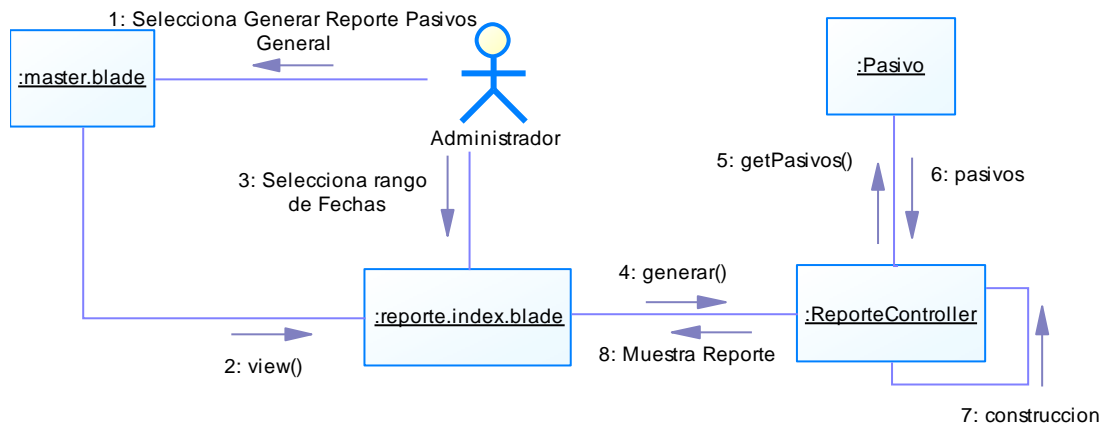 1: Selecciona Generar Reporte Pasivos
General
:master.blade
Administrador
:Pasivo
3: Selecciona rango
de Fechas
5: getPasivos()
6: pasivos
4: generar()
:reporte.index.blade
:ReporteController
2: view()
8: Muestra Reporte
7: construccion